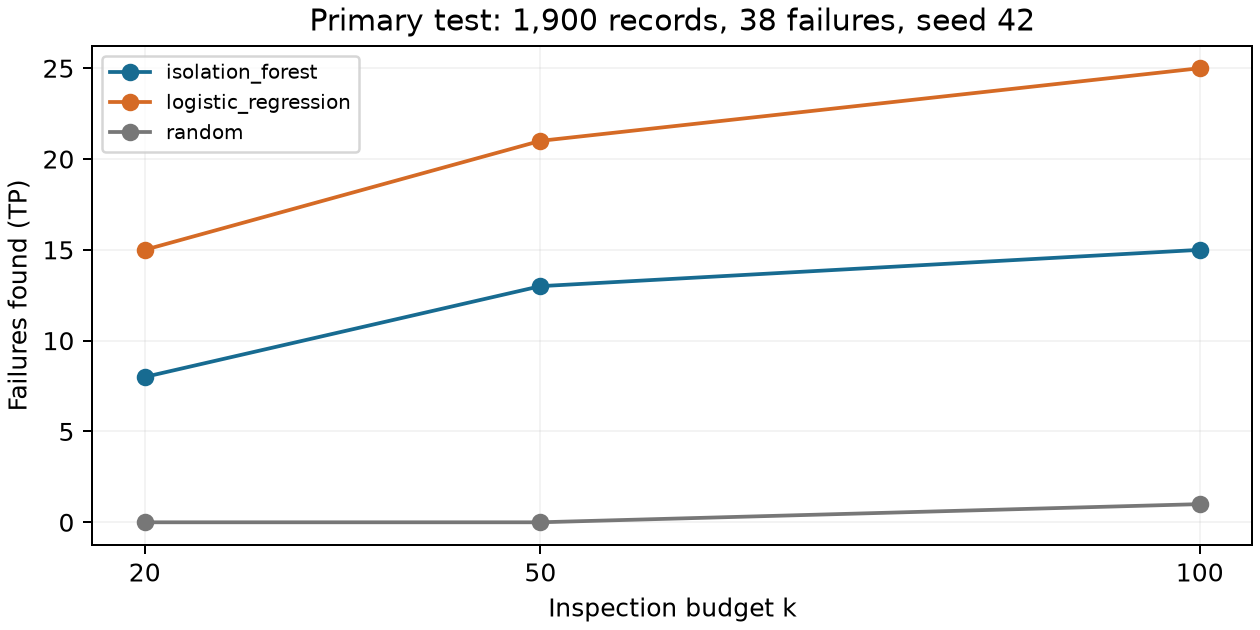 Primary test: 1,900 records, 38 failures, seed 42
isolation_forest
logistic_regression
random
Failures found (TP)
25
20
15
10
5
0
20 50 100
Inspection budget k